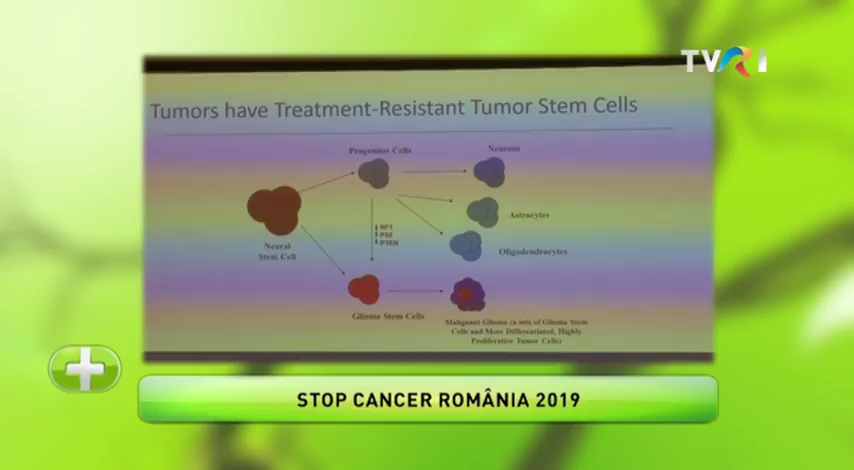 TVRi
Tumors have Treatment-Resistant Tumor Stem Cells
Progenitor Cells
Neurons
Astrocytes
NF1
P53
PTEN
Neural
Stem Cell
Oligodendrocytes
Glioma Stem Cells
Malignant Glioma (a mix of Glioma Stem
Cells and More Differentiated, Highly
Proliferative Tumor Cells)
STOP CANCER ROMÂNIA 2019